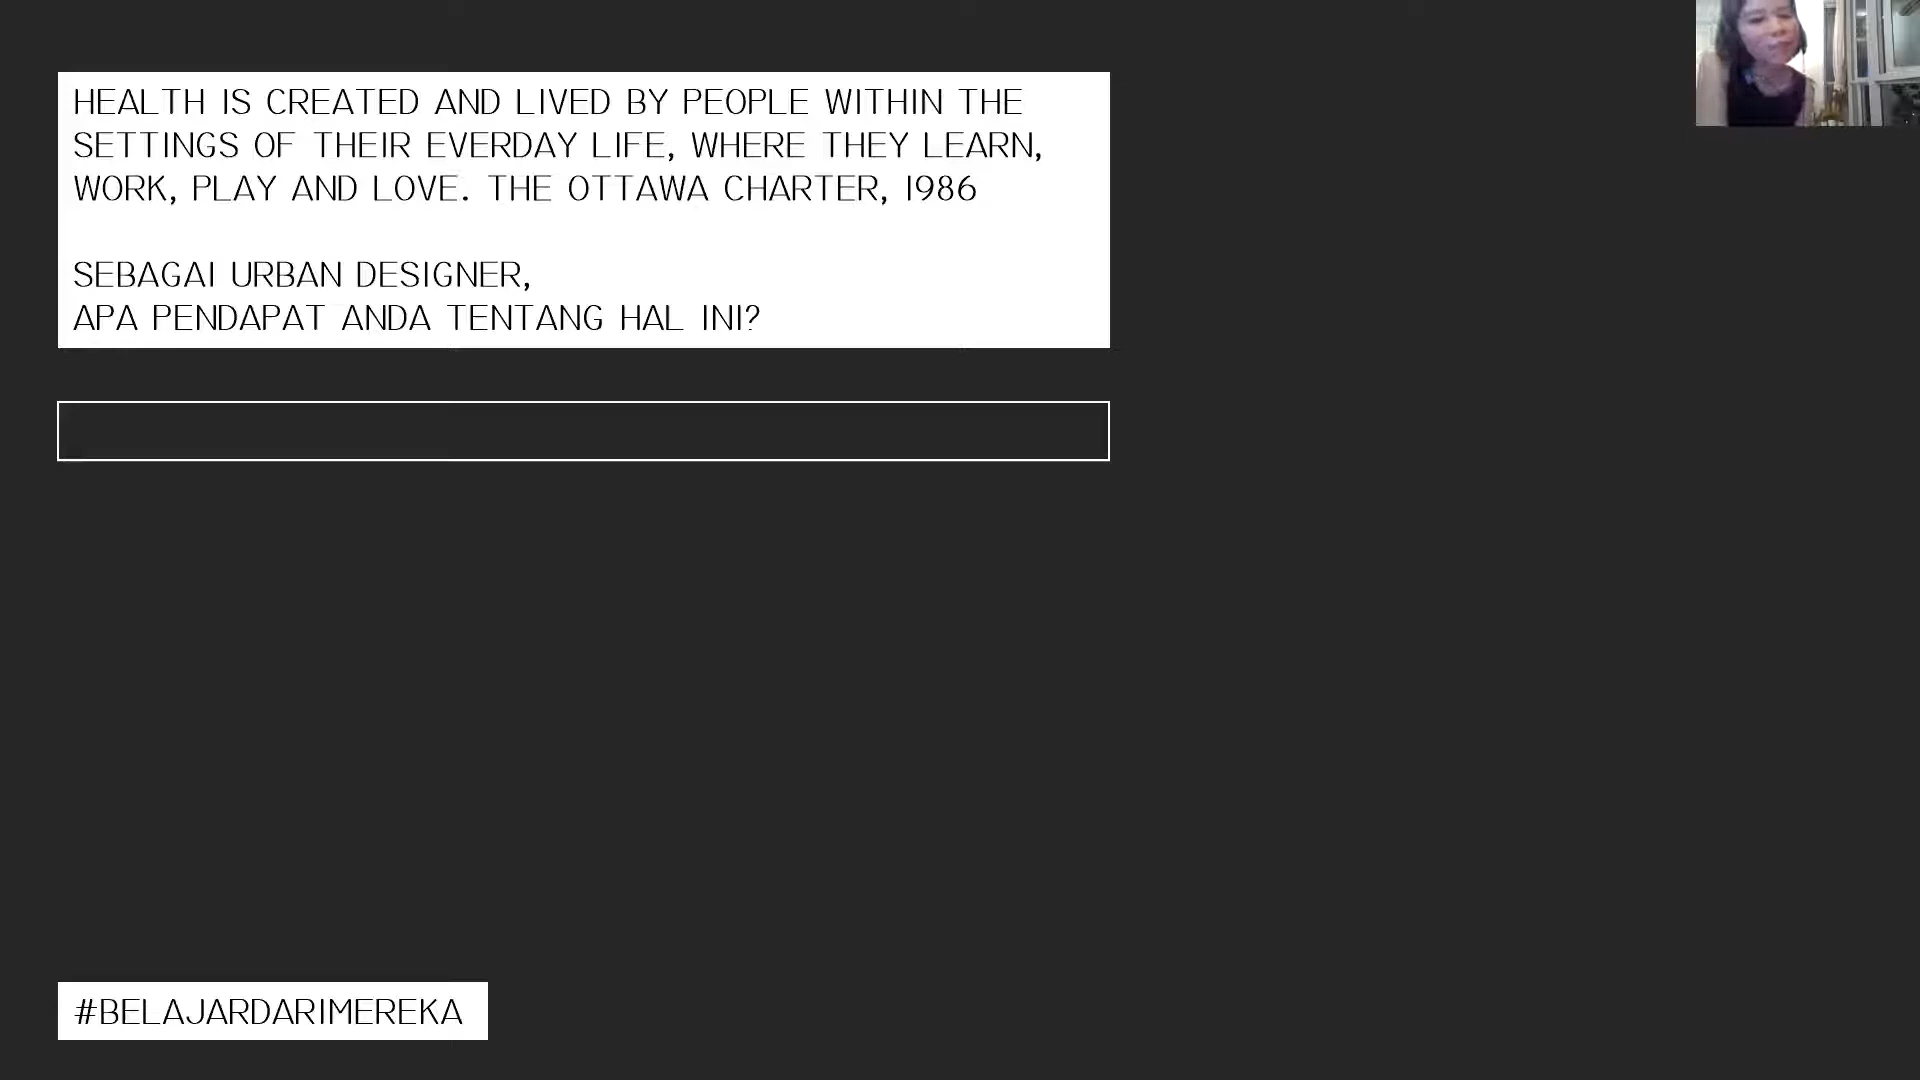 HEALTH IS CREATED AND LIVED BY PEOPLE WITHIN THE
SETTINGS OF THEIR EVERDAY LIFE, WHERE THEY LEARN,
WORK, PLAY AND LOVE. THE OTTAWA CHARTER, 1986
SEBAGAI URBAN DESIGNER,
APA PENDAPAT ANDA TENTANG HAL INI?
#BELAJARDARIMEREKA